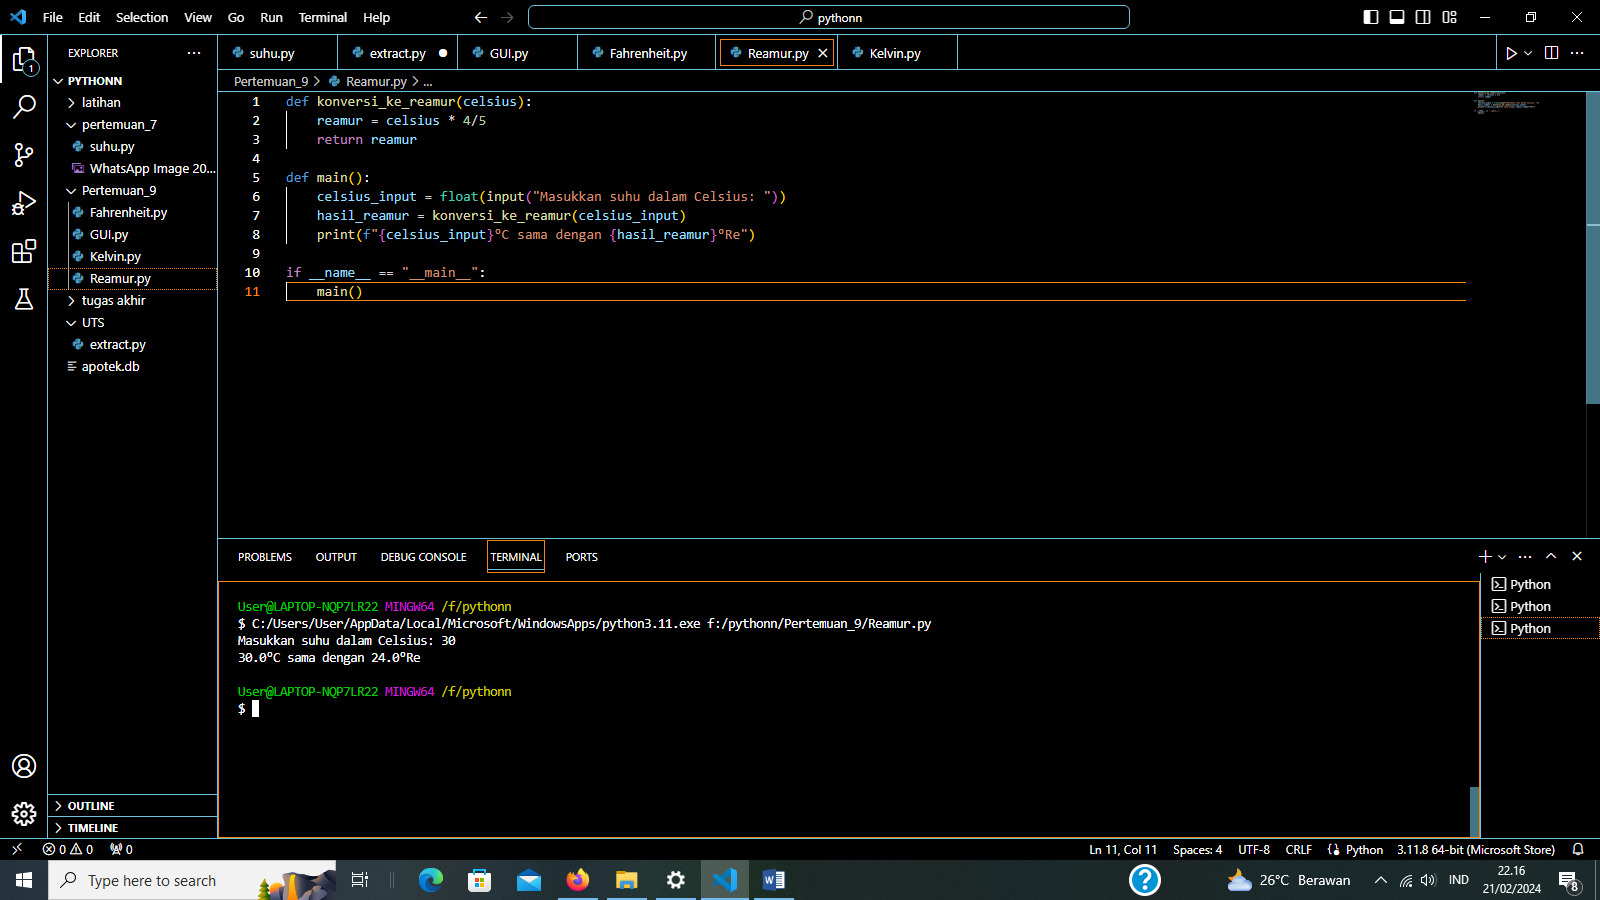 File Edit Selection View Go Run Terminal Help
pythonn
1
EXPLORER
PYTHONN
latihan
pertemuan_7
suhu.py
WhatsApp Image 20...
Pertemuan_9
Fahrenheit.py
GUI.py
Kelvin.py
Reamur.py
tugas akhir
UTS
extract.py
apotek.db
OUTLINE
TIMELINE
suhu.py extract.py GUI.py Fahrenheit.py Reamur.py Kelvin.py
Pertemuan_9 > Reamur.py > ...
1 def konversi_ke_reamur(celsius):
2 reamur = celsius * 4/5
3 return reamur
4
5 def main():
6 celsius_input = float(input("Masukkan suhu dalam Celsius: "))
7 hasil_reamur = konversi_ke_reamur(celsius_input)
8 print(f"{celsius_input}°C sama dengan {hasil_reamur}°Re")
9
10 if __name__ == "__main__":
11 main()
PROBLEMS OUTPUT DEBUG CONSOLE TERMINAL PORTS
User@LAPTOP-NQP7LR22 MINGW64 /f/pythonn
$ C:/Users/User/AppData/Local/Microsoft/WindowsApps/python3.11.exe f:/pythonn/Pertemuan_9/Reamur.py
Masukkan suhu dalam Celsius: 30
30.0°C sama dengan 24.0°Re
User@LAPTOP-NQP7LR22 MINGW64 /f/pythonn
$
Python
Python
Python
0 0 0
Ln 11, Col 11 Spaces: 4 UTF-8 CRLF Python 3.11.8 64-bit (Microsoft Store)
Type here to search
26°C Berawan
IND
22.16
21/02/2024
8